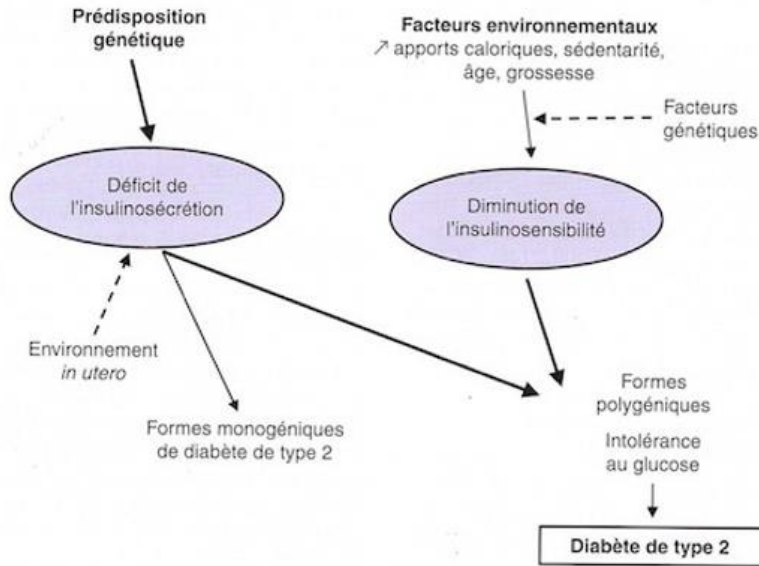 Prédisposition
génétique
Facteurs environnementaux
↗ apports caloriques, sédentarité,
âge, grossesse
Facteurs
génétiques
Déficit de
l'insulinosécrétion
Diminution de
l'insulinosensibilité
Environnement
in utero
Formes monogéniques
de diabète de type 2
Formes
polygéniques
Intolérance
au glucose
Diabète de type 2